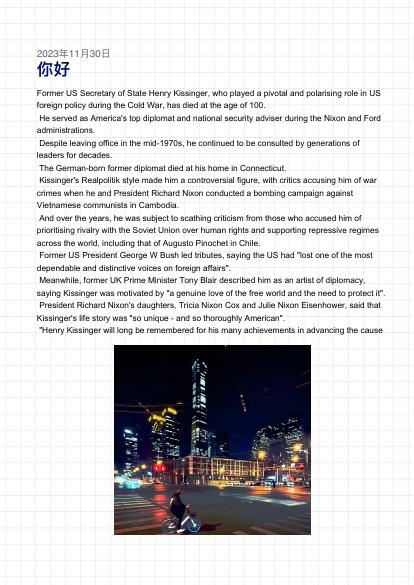 2023年11月30日
你好
Former US Secretary of State Henry Kissinger, who played a pivotal and polarising role in US
foreign policy during the Cold War, has died at the age of 100.
He served as America's top diplomat and national security adviser during the Nixon and Ford
administrations.
Despite leaving office in the mid-1970s, he continued to be consulted by generations of
leaders for decades.
The German-born former diplomat died at his home in Connecticut.
Kissinger's Realpolitik style made him a controversial figure, with critics accusing him of war
crimes when he and President Richard Nixon conducted a bombing campaign against
Vietnamese communists in Cambodia.
And over the years, he was subject to scathing criticism from those who accused him of
prioritising rivalry with the Soviet Union over human rights and supporting repressive regimes
across the world, including that of Augusto Pinochet in Chile.
Former US President George W Bush led tributes, saying the US had "lost one of the most
dependable and distinctive voices on foreign affairs".
Meanwhile, former UK Prime Minister Tony Blair described him as an artist of diplomacy,
saying Kissinger was motivated by "a genuine love of the free world and the need to protect it".
President Richard Nixon's daughters, Tricia Nixon Cox and Julie Nixon Eisenhower, said that
Kissinger's life story was "so unique - and so thoroughly American".
"Henry Kissinger will long be remembered for his many achievements in advancing the cause